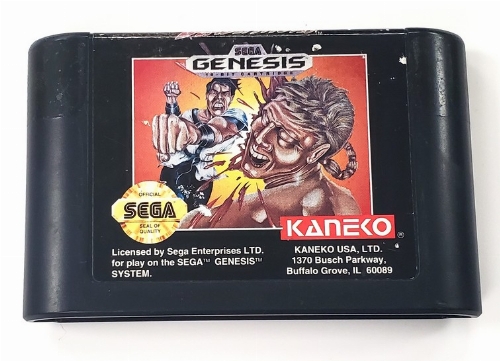 SEGA
GENESIS
16-BIT CARTRIDGE
OFFICIAL
SEGA
SEAL OF
QUALITY
KANEKO®
Licensed by Sega Enterprises LTD.
for play on the SEGA™ GENESIS™
SYSTEM.
KANEKO USA, LTD.
1370 Busch Parkway,
Buffalo Grove, IL 60089